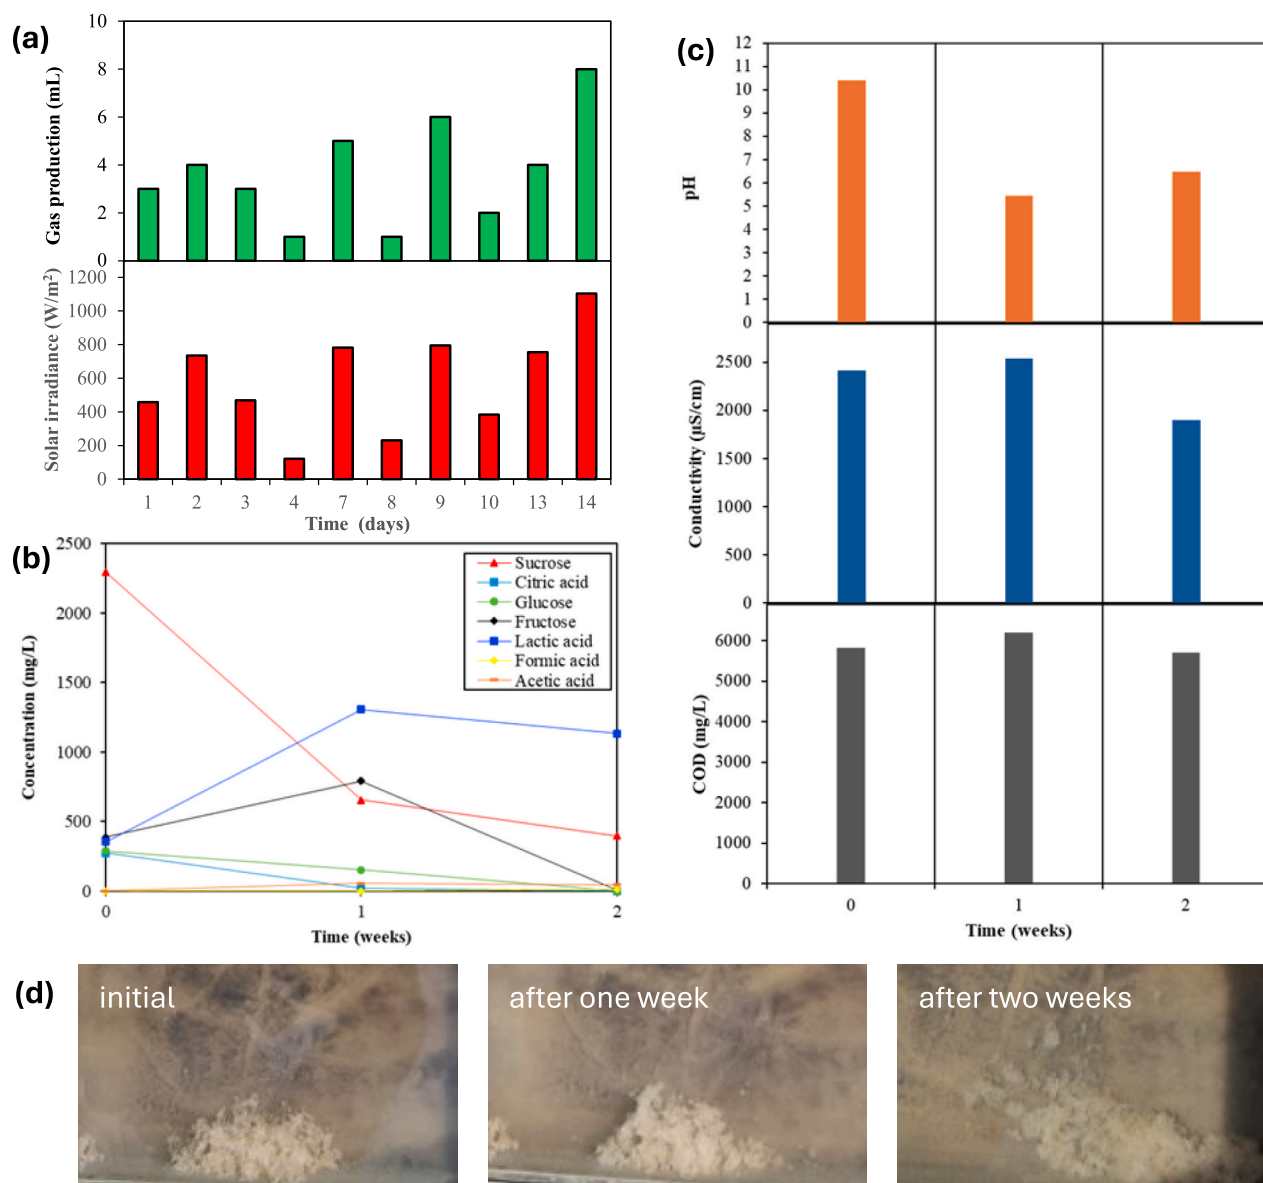 (a)
10
8
6
4
2
0
Gas production (mL)
1200
1000
800
600
400
200
0
Solar irradiance (W/m²)
1 2 3 4 7 8 9 10 13 14
Time (days)
(b)
2500
2000
1500
1000
500
0
Concentration (mg/L)
Sucrose
Citric acid
Glucose
Fructose
Lactic acid
Formic acid
Acetic acid
0 1 2
Time (weeks)
(c)
12
11
10
9
8
7
6
5
4
3
2
1
0
pH
2500
2000
1500
1000
500
0
Conductivity (µS/cm)
6000
5000
4000
3000
2000
1000
0
COD (mg/L)
0 1 2
Time (weeks)
(d)
initial
after one week
after two weeks